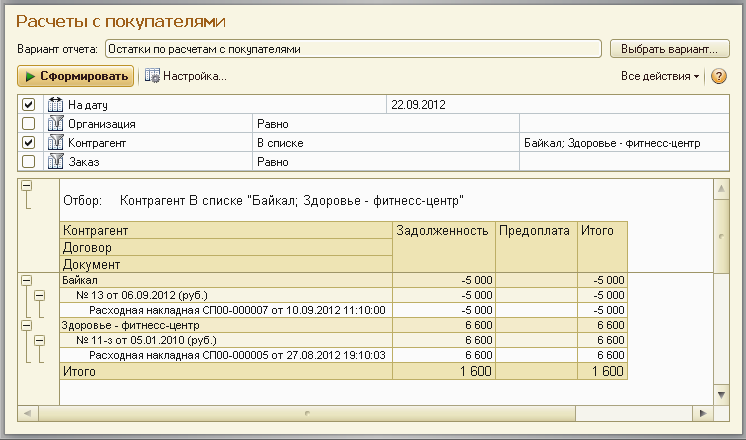 Расчеты с покупателями
Вариант отчета: Остатки по расчетам с покупателями Выбрать вариант...
Сформировать Настройка... Все действия ?
На дату 22.09.2012
Организация Равно
Контрагент В списке Байкал; Здоровье - фитнесс-центр
Заказ Равно
Отбор: Контрагент В списке "Байкал; Здоровье - фитнесс-центр"
Контрагент Задолженность Предоплата Итого
Договор
Документ
Байкал -5 000 -5 000
№ 13 от 06.09.2012 (руб.) -5 000 -5 000
Расходная накладная СП00-000007 от 10.09.2012 11:10:00 -5 000 -5 000
Здоровье - фитнесс-центр 6 600 6 600
№ 11-з от 05.01.2010 (руб.) 6 600 6 600
Расходная накладная СП00-000005 от 27.08.2012 19:10:03 6 600 6 600
Итого 1 600 1 600